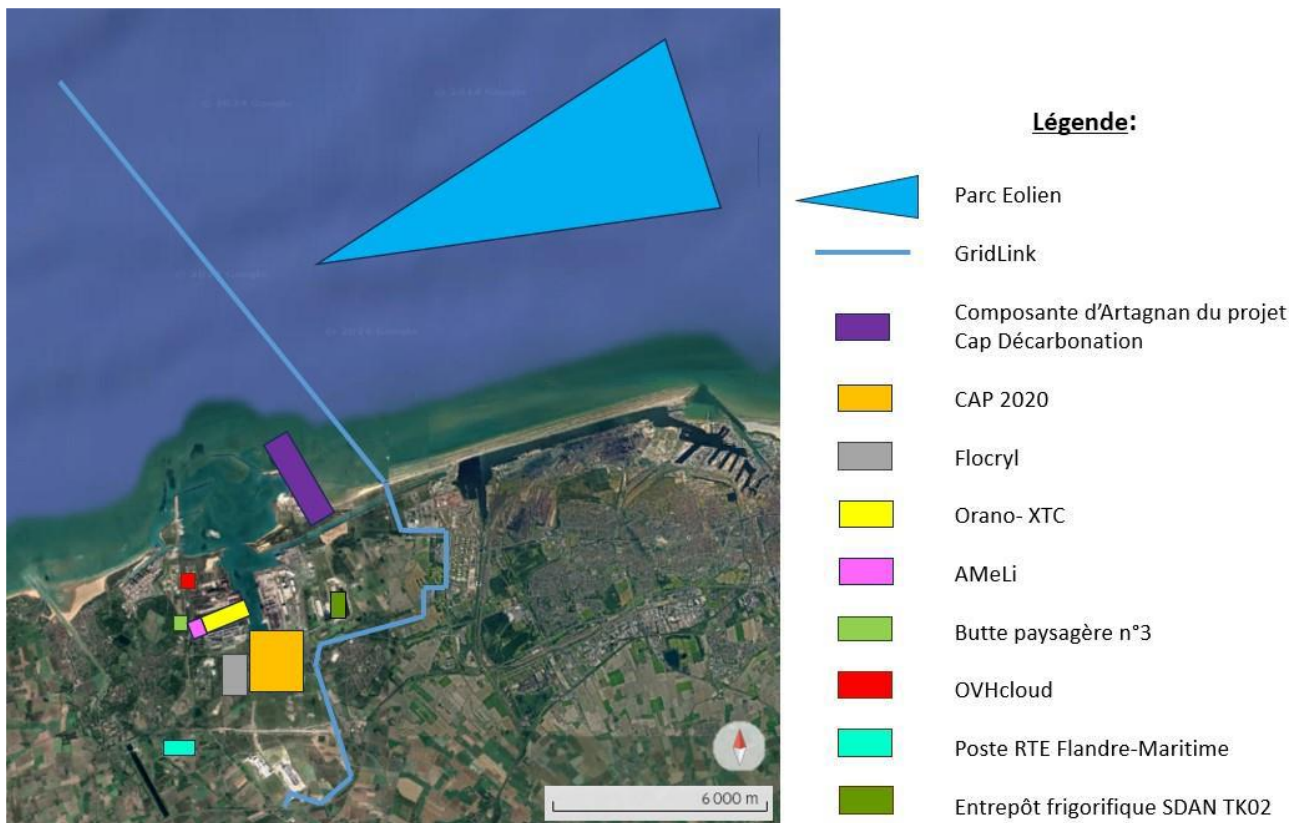 Légende:
Parc Eolien
GridLink
Composante d'Artagnan du projet
Cap Décarbonation
CAP 2020
Flocryl
Orano- XTC
AMeLi
Butte paysagère n°3
OVHcloud
Poste RTE Flandre-Maritime
Entrepôt frigorifique SDAN TK02
6 000 m